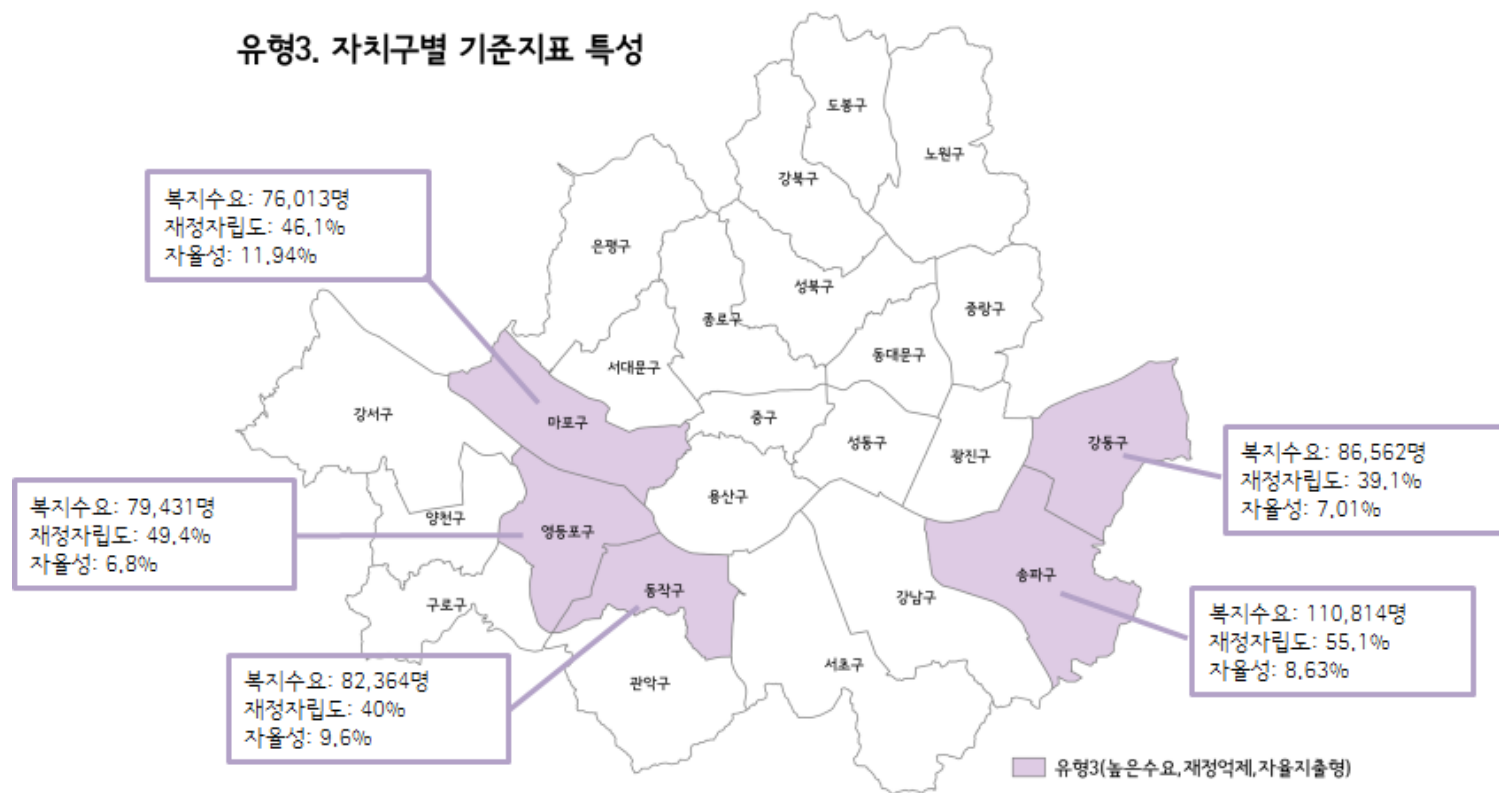 유형3. 자치구별 기준지표 특성
도봉구
노원구
강북구
복지수요: 76,013명
재정자립도: 46.1%
자율성: 11.94%
은평구
성북구
종로구
중랑구
동대문구
서대문구
강서구
마포구
중구
성동구
광진구
강동구
복지수요: 86,562명
재정자립도: 39.1%
자율성: 7.01%
복지수요: 79,431명
재정자립도: 49.4%
자율성: 6.8%
양천구
영등포구
용산구
동작구
송파구
강남구
구로구
복지수요: 110,814명
재정자립도: 55.1%
자율성: 8.63%
복지수요: 82,364명
재정자립도: 40%
자율성: 9.6%
관악구
서초구
유형3(높은수요,재정억제,자율지출형)